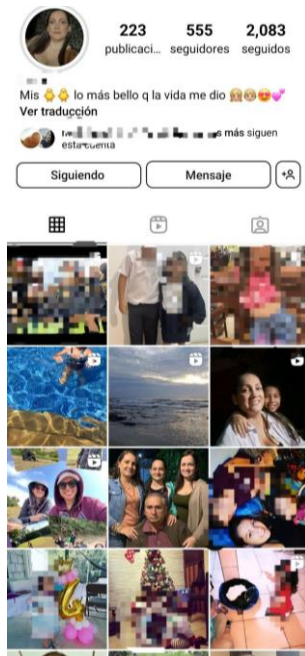 223 555 2,083
publicaci... seguidores seguidos
Mis 👧👧 lo más bello q la vida me dio 🙈🐵😍💕
Ver traducción
más siguen
esta cuenta
Siguiendo Mensaje
4